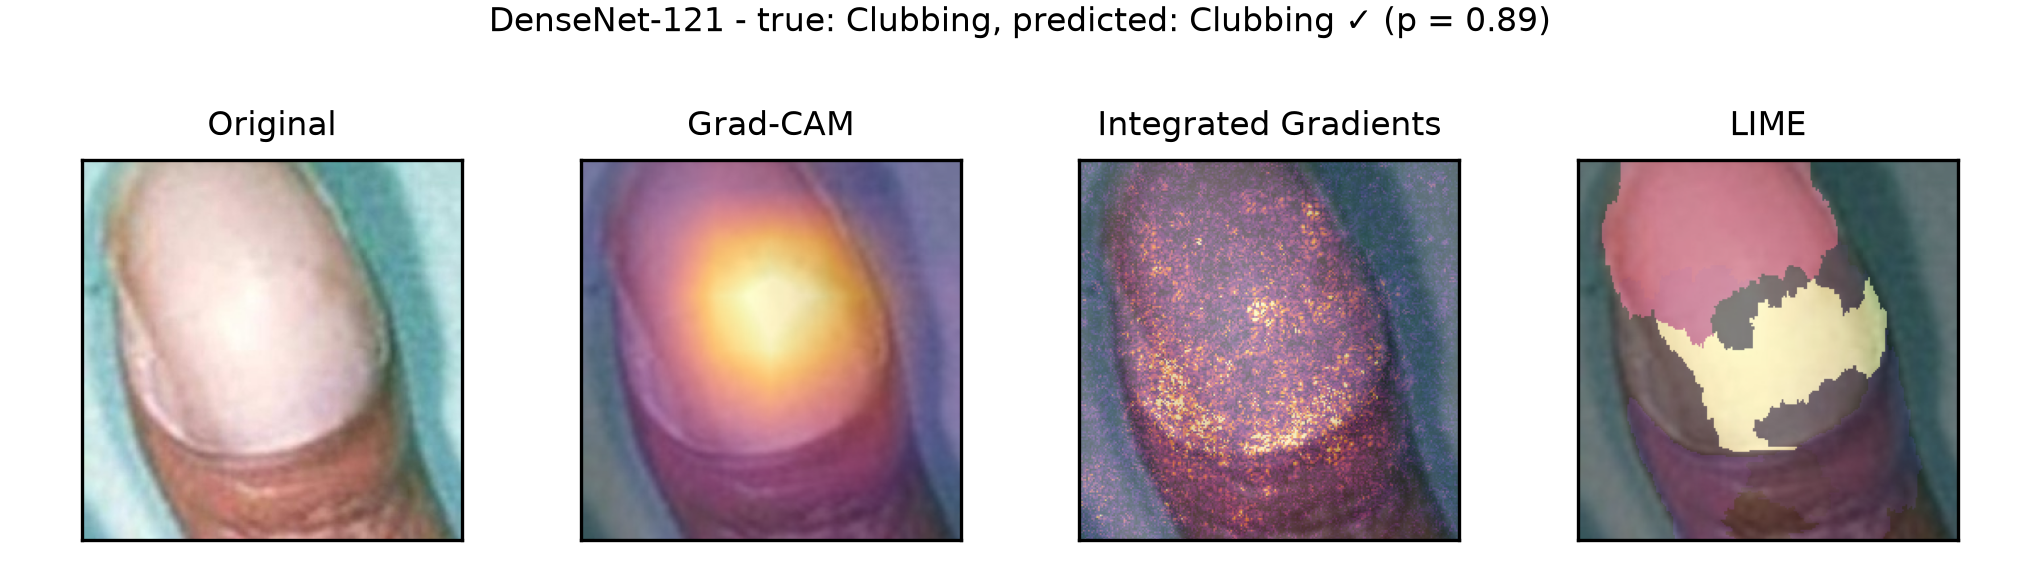 DenseNet-121 - true: Clubbing, predicted: Clubbing ✓ (p = 0.89)
Original
Grad-CAM
Integrated Gradients
LIME